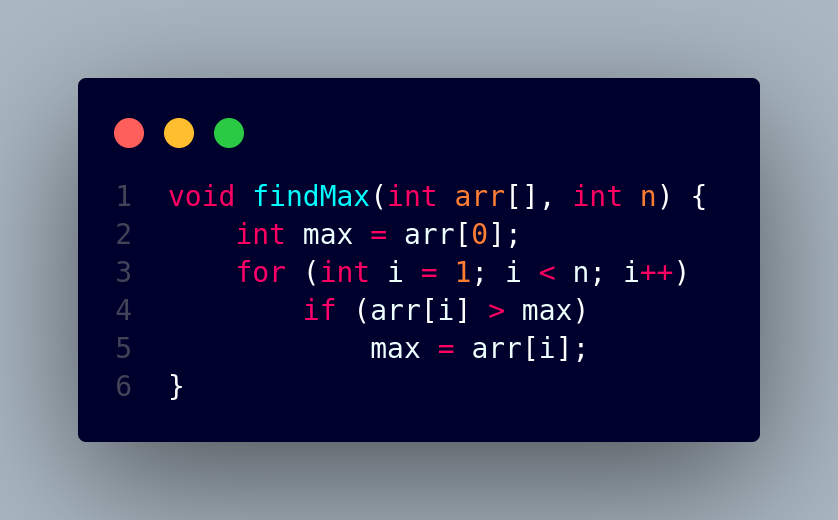 1 void findMax(int arr[], int n) {
2     int max = arr[0];
3     for (int i = 1; i < n; i++)
4         if (arr[i] > max)
5             max = arr[i];
6 }